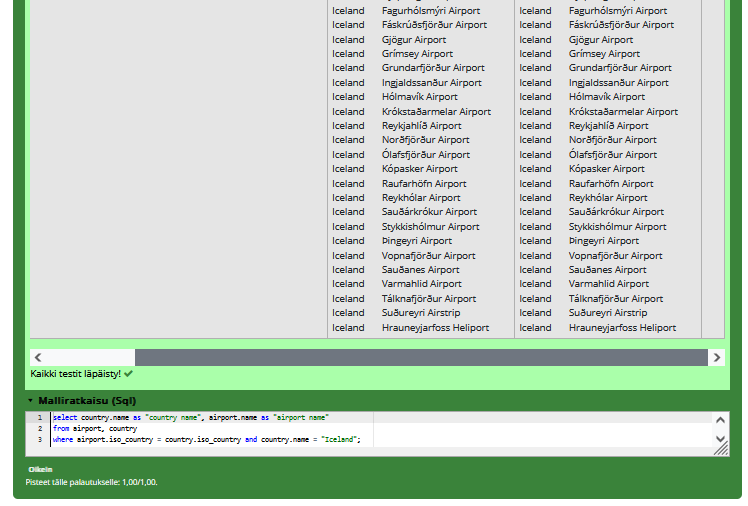 Iceland Fagurhólsmýri Airport Iceland Fagurhólsmýri Airport
Iceland Fáskrúðsfjörður Airport Iceland Fáskrúðsfjörður Airport
Iceland Gjögur Airport Iceland Gjögur Airport
Iceland Grímsey Airport Iceland Grímsey Airport
Iceland Grundarfjörður Airport Iceland Grundarfjörður Airport
Iceland Ingjaldssanður Airport Iceland Ingjaldssanður Airport
Iceland Hólmavík Airport Iceland Hólmavík Airport
Iceland Krókstaðarmelar Airport Iceland Krókstaðarmelar Airport
Iceland Reykjahlíð Airport Iceland Reykjahlíð Airport
Iceland Norðfjörður Airport Iceland Norðfjörður Airport
Iceland Ólafsfjörður Airport Iceland Ólafsfjörður Airport
Iceland Kópasker Airport Iceland Kópasker Airport
Iceland Raufarhöfn Airport Iceland Raufarhöfn Airport
Iceland Reykhólar Airport Iceland Reykhólar Airport
Iceland Sauðárkrókur Airport Iceland Sauðárkrókur Airport
Iceland Stykkishólmur Airport Iceland Stykkishólmur Airport
Iceland Þingeyri Airport Iceland Þingeyri Airport
Iceland Vopnafjörður Airport Iceland Vopnafjörður Airport
Iceland Sauðanes Airport Iceland Sauðanes Airport
Iceland Varmahlid Airport Iceland Varmahlid Airport
Iceland Tálknafjörður Airport Iceland Tálknafjörður Airport
Iceland Suðureyri Airstrip Iceland Suðureyri Airstrip
Iceland Hrauneyjarfoss Heliport Iceland Hrauneyjarfoss Heliport
Kaikki testit läpäisty! ✔
▼ Malliratkaisu (Sql)
1 select country.name as "country name", airport.name as "airport name"
2 from airport, country
3 where airport.iso_country = country.iso_country and country.name = "Iceland";
Oikein
Pisteet tälle palautukselle: 1,00/1,00.